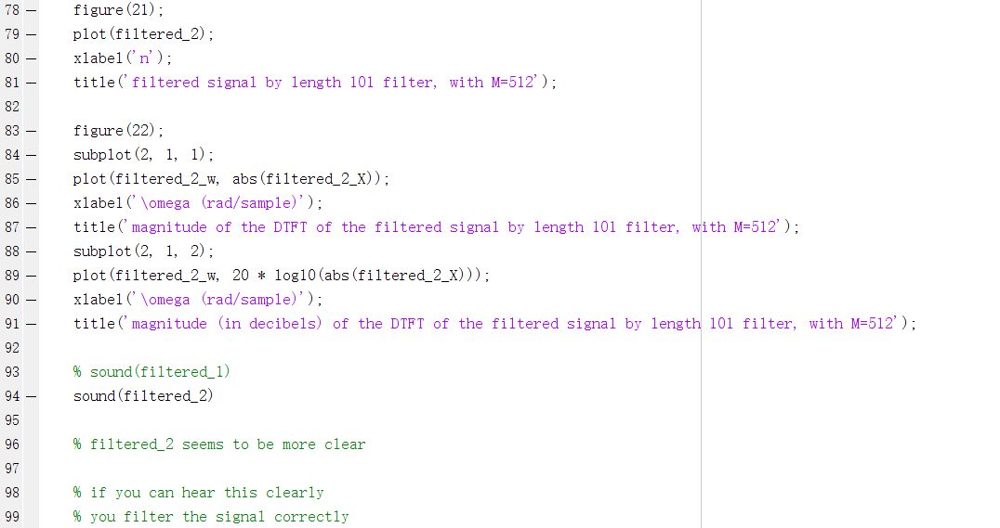 78 — figure(21);
79 — plot(filtered_2);
80 — xlabel('n');
81 — title('filtered signal by length 101 filter, with M=512');
82
83 — figure(22);
84 — subplot(2, 1, 1);
85 — plot(filtered_2_w, abs(filtered_2_X));
86 — xlabel('\omega (rad/sample)');
87 — title('magnitude of the DTFT of the filtered signal by length 101 filter, with M=512');
88 — subplot(2, 1, 2);
89 — plot(filtered_2_w, 20 * log10(abs(filtered_2_X)));
90 — xlabel('\omega (rad/sample)');
91 — title('magnitude (in decibels) of the DTFT of the filtered signal by length 101 filter, with M=512');
92
93 % sound(filtered_1)
94 — sound(filtered_2)
95
96 % filtered_2 seems to be more clear
97
98 % if you can hear this clearly
99 % you filter the signal correctly